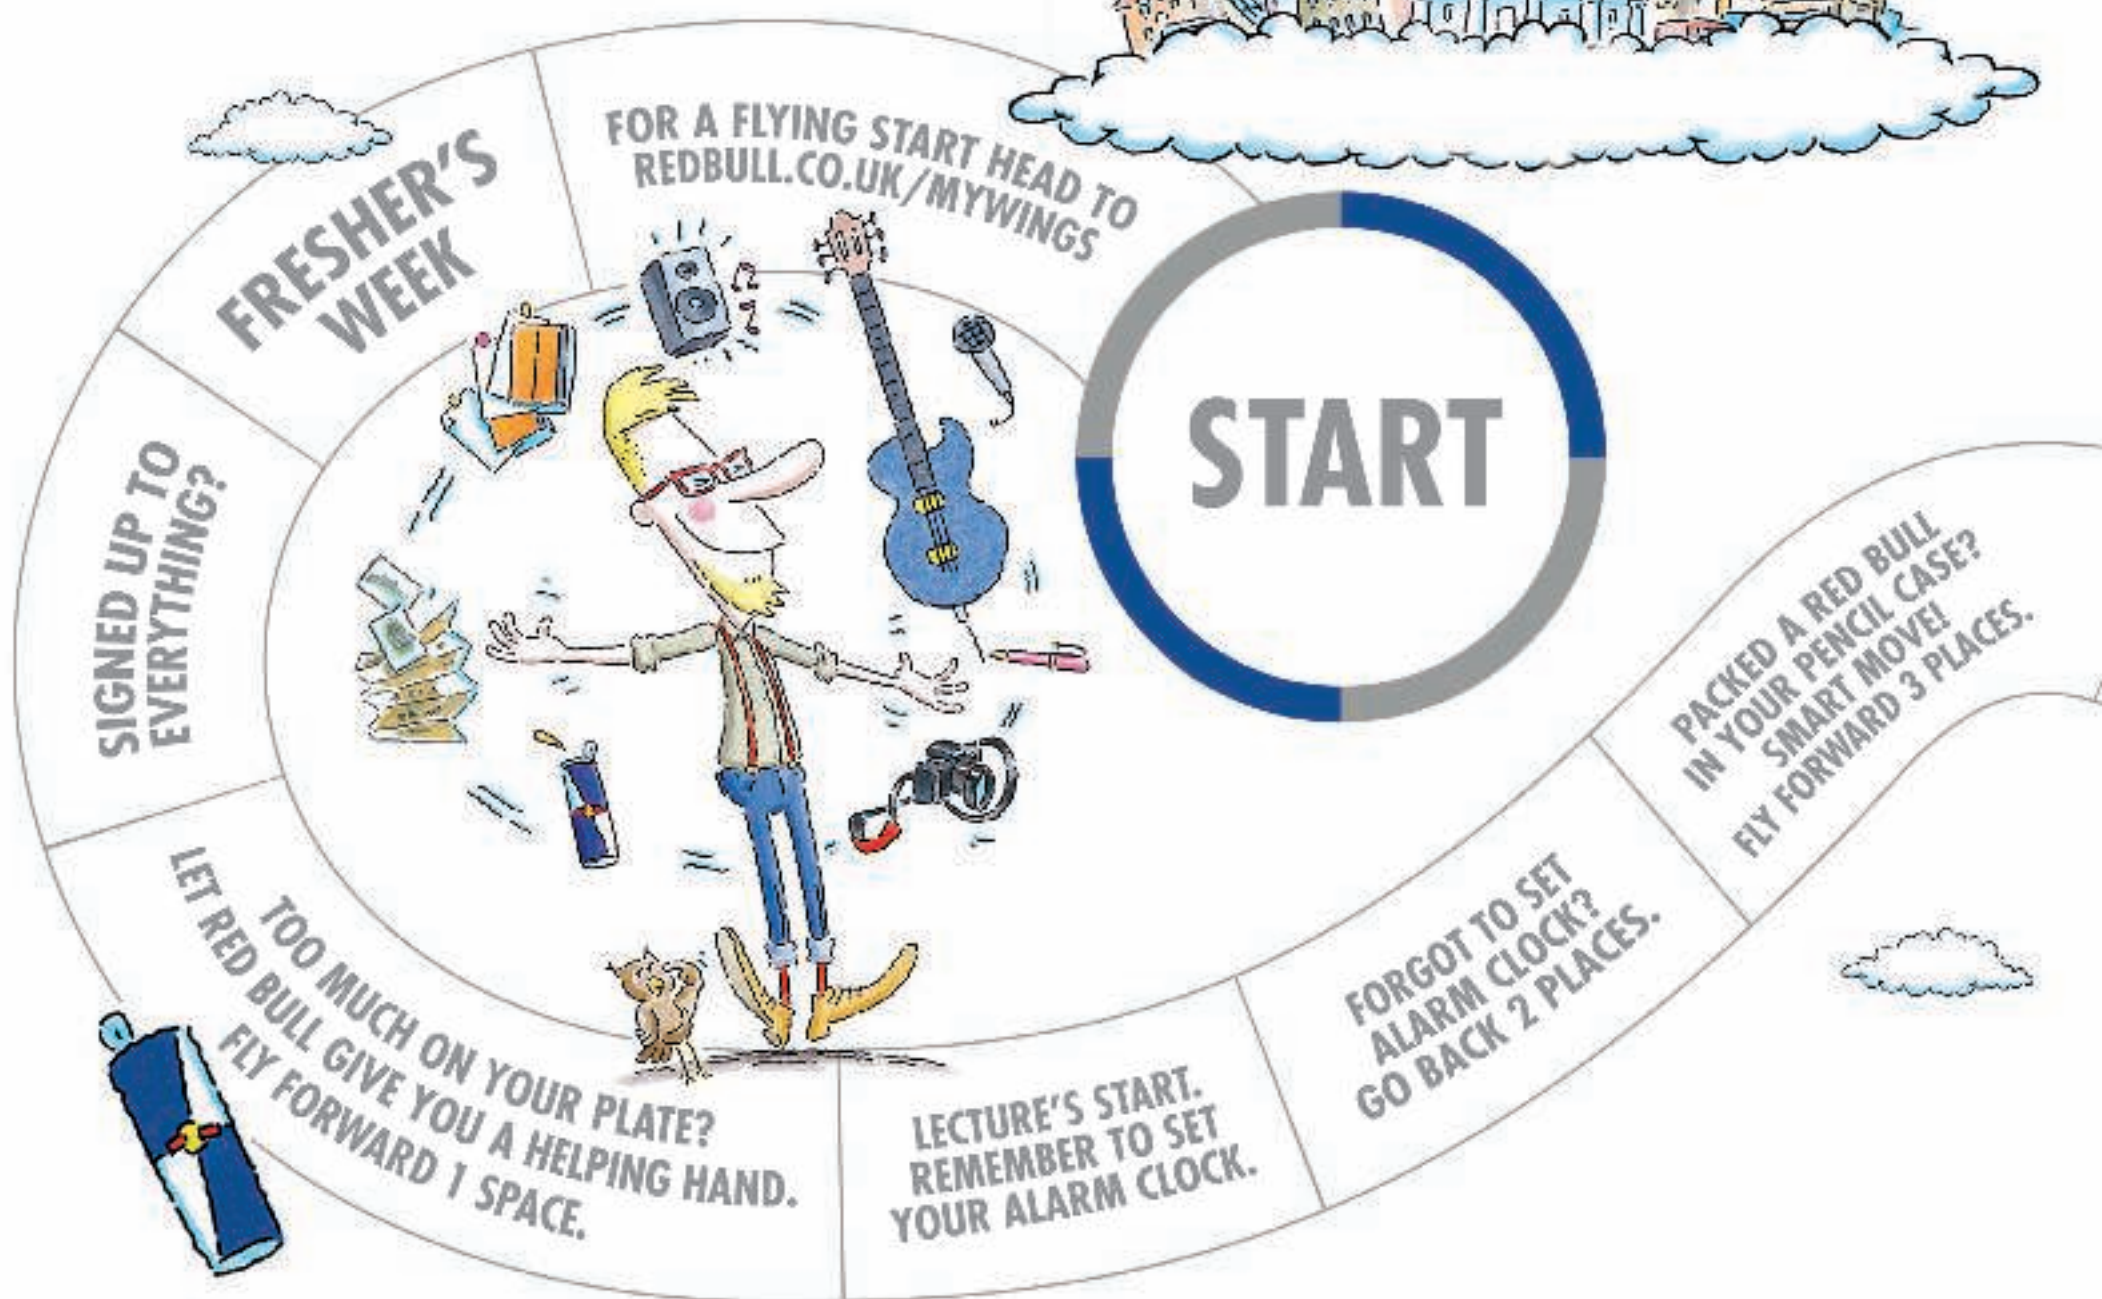 START
FOR A FLYING START HEAD TO
REDBULL.CO.UK/MYWINGS
FRESHER'S
WEEK
SIGNED UP TO
EVERYTHING?
TOO MUCH ON YOUR PLATE?
LET RED BULL GIVE YOU A HELPING HAND.
FLY FORWARD 1 SPACE.
LECTURE'S START.
REMEMBER TO SET
YOUR ALARM CLOCK.
FORGOT TO SET
ALARM CLOCK?
GO BACK 2 PLACES.
PACKED A RED BULL
IN YOUR PENCIL CASE?
SMART MOVE!
FLY FORWARD 3 PLACES.